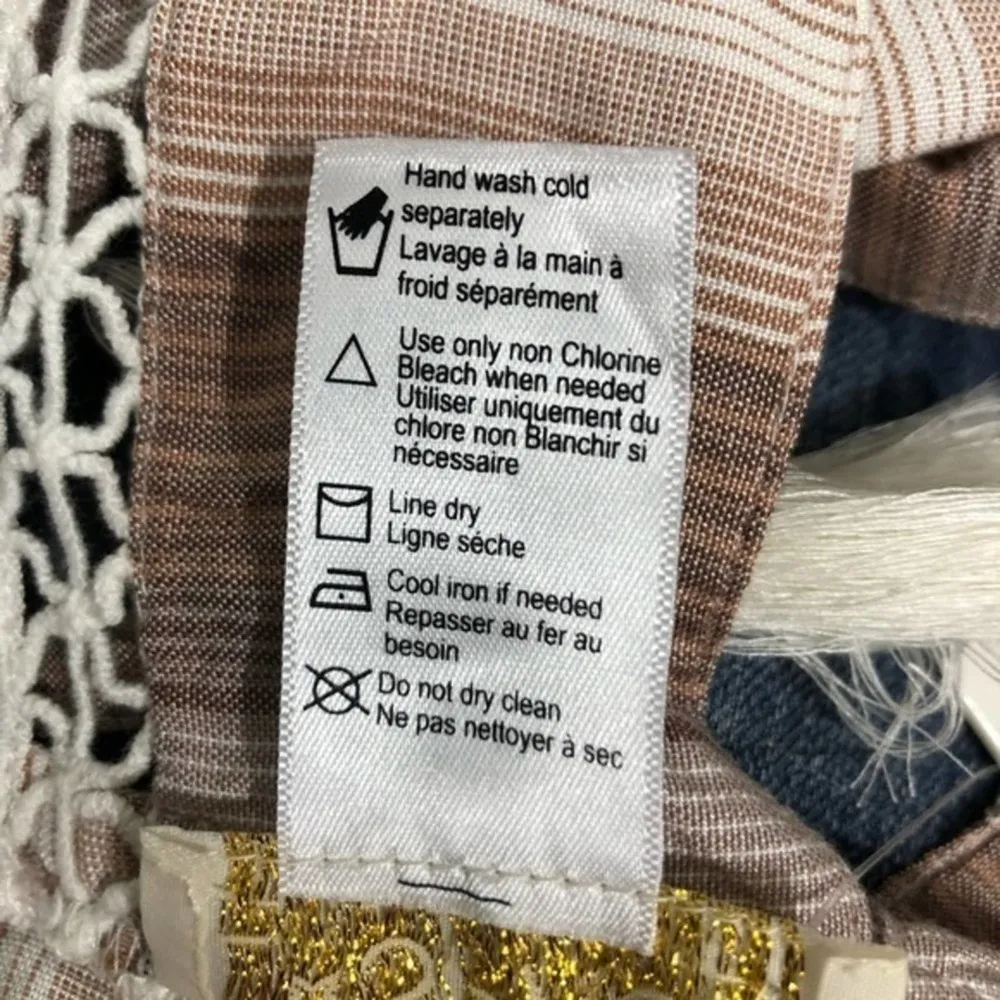 Hand wash cold
separately
Lavage à la main à
froid séparément
Use only non Chlorine
Bleach when needed
Utiliser uniquement du
chlore non Blanchir si
nécessaire
Line dry
Ligne séche
Cool iron if needed
Repasser au fer au
besoin
Do not dry clean
Ne pas nettoyer à sec